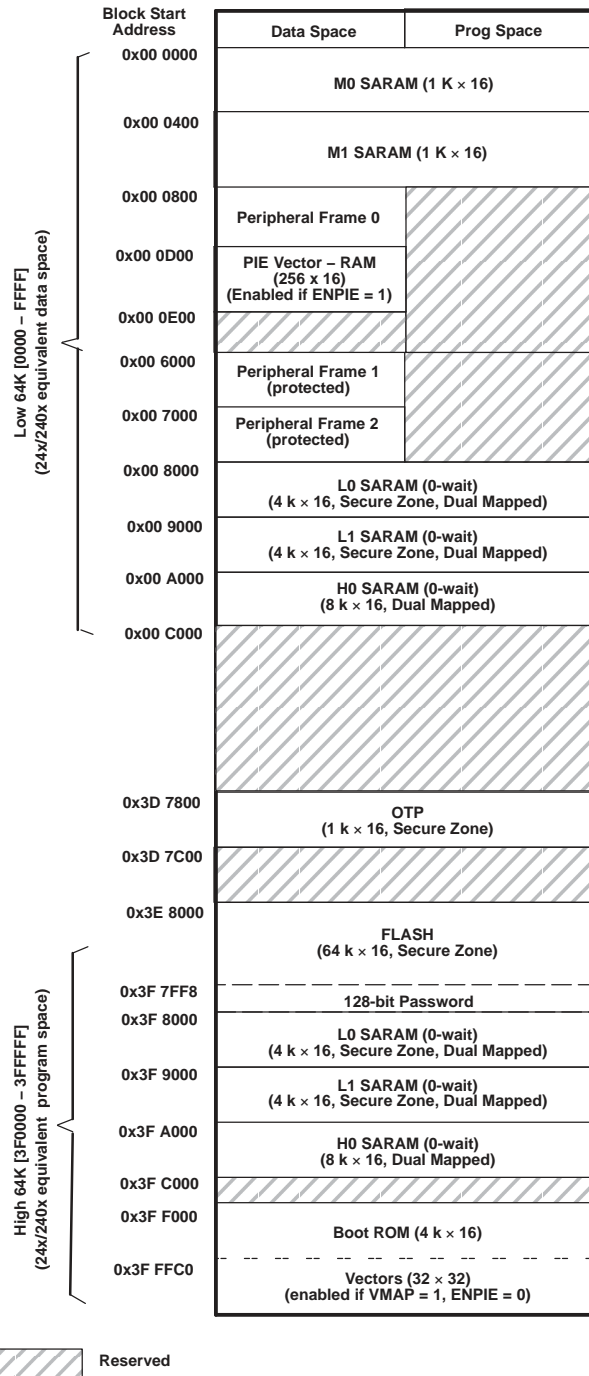 Block Start
Address
Data Space
Prog Space
0x00 0000
M0 SARAM (1 K × 16)
0x00 0400
M1 SARAM (1 K × 16)
0x00 0800
Peripheral Frame 0
0x00 0D00
PIE Vector – RAM
(256 x 16)
(Enabled if ENPIE = 1)
0x00 0E00
Low 64K [0000 – FFFF]
(24x/240x equivalent data space)
0x00 6000
Peripheral Frame 1
(protected)
0x00 7000
Peripheral Frame 2
(protected)
0x00 8000
L0 SARAM (0-wait)
(4 k × 16, Secure Zone, Dual Mapped)
0x00 9000
L1 SARAM (0-wait)
(4 k × 16, Secure Zone, Dual Mapped)
0x00 A000
H0 SARAM (0-wait)
(8 k × 16, Dual Mapped)
0x00 C000
0x3D 7800
OTP
(1 k × 16, Secure Zone)
0x3D 7C00
0x3E 8000
FLASH
(64 k × 16, Secure Zone)
0x3F 7FF8
128-bit Password
0x3F 8000
L0 SARAM (0-wait)
(4 k × 16, Secure Zone, Dual Mapped)
0x3F 9000
L1 SARAM (0-wait)
(4 k × 16, Secure Zone, Dual Mapped)
High 64K [3F0000 – 3FFFFF]
(24x/240x equivalent program space)
0x3F A000
H0 SARAM (0-wait)
(8 k × 16, Dual Mapped)
0x3F C000
0x3F F000
Boot ROM (4 k × 16)
0x3F FFC0
Vectors (32 × 32)
(enabled if VMAP = 1, ENPIE = 0)
Reserved